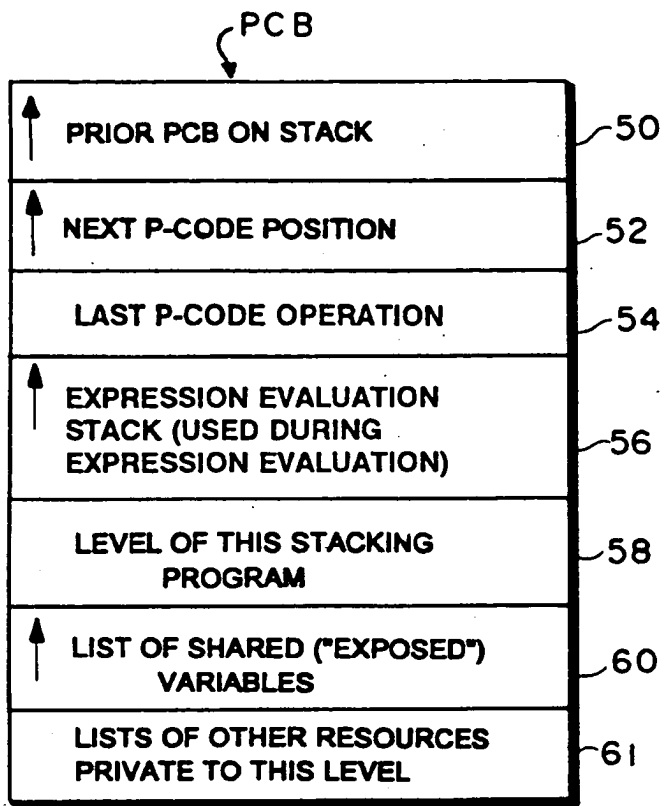 PCB
PRIOR PCB ON STACK 50
NEXT P-CODE POSITION 52
LAST P-CODE OPERATION 54
EXPRESSION EVALUATION
STACK (USED DURING
EXPRESSION EVALUATION) 56
LEVEL OF THIS STACKING
PROGRAM 58
LIST OF SHARED ("EXPOSED")
VARIABLES 60
LISTS OF OTHER RESOURCES
PRIVATE TO THIS LEVEL 61